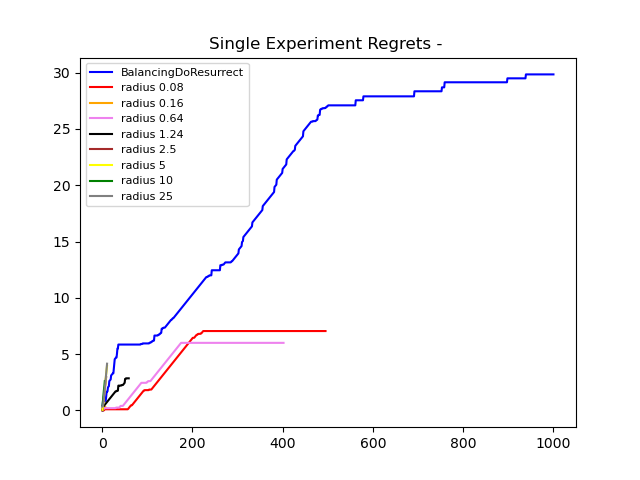 Single Experiment Regrets -
30
25
20
15
10
5
0
BalancingDoResurrect
radius 0.08
radius 0.16
radius 0.64
radius 1.24
radius 2.5
radius 5
radius 10
radius 25
0 200 400 600 800 1000